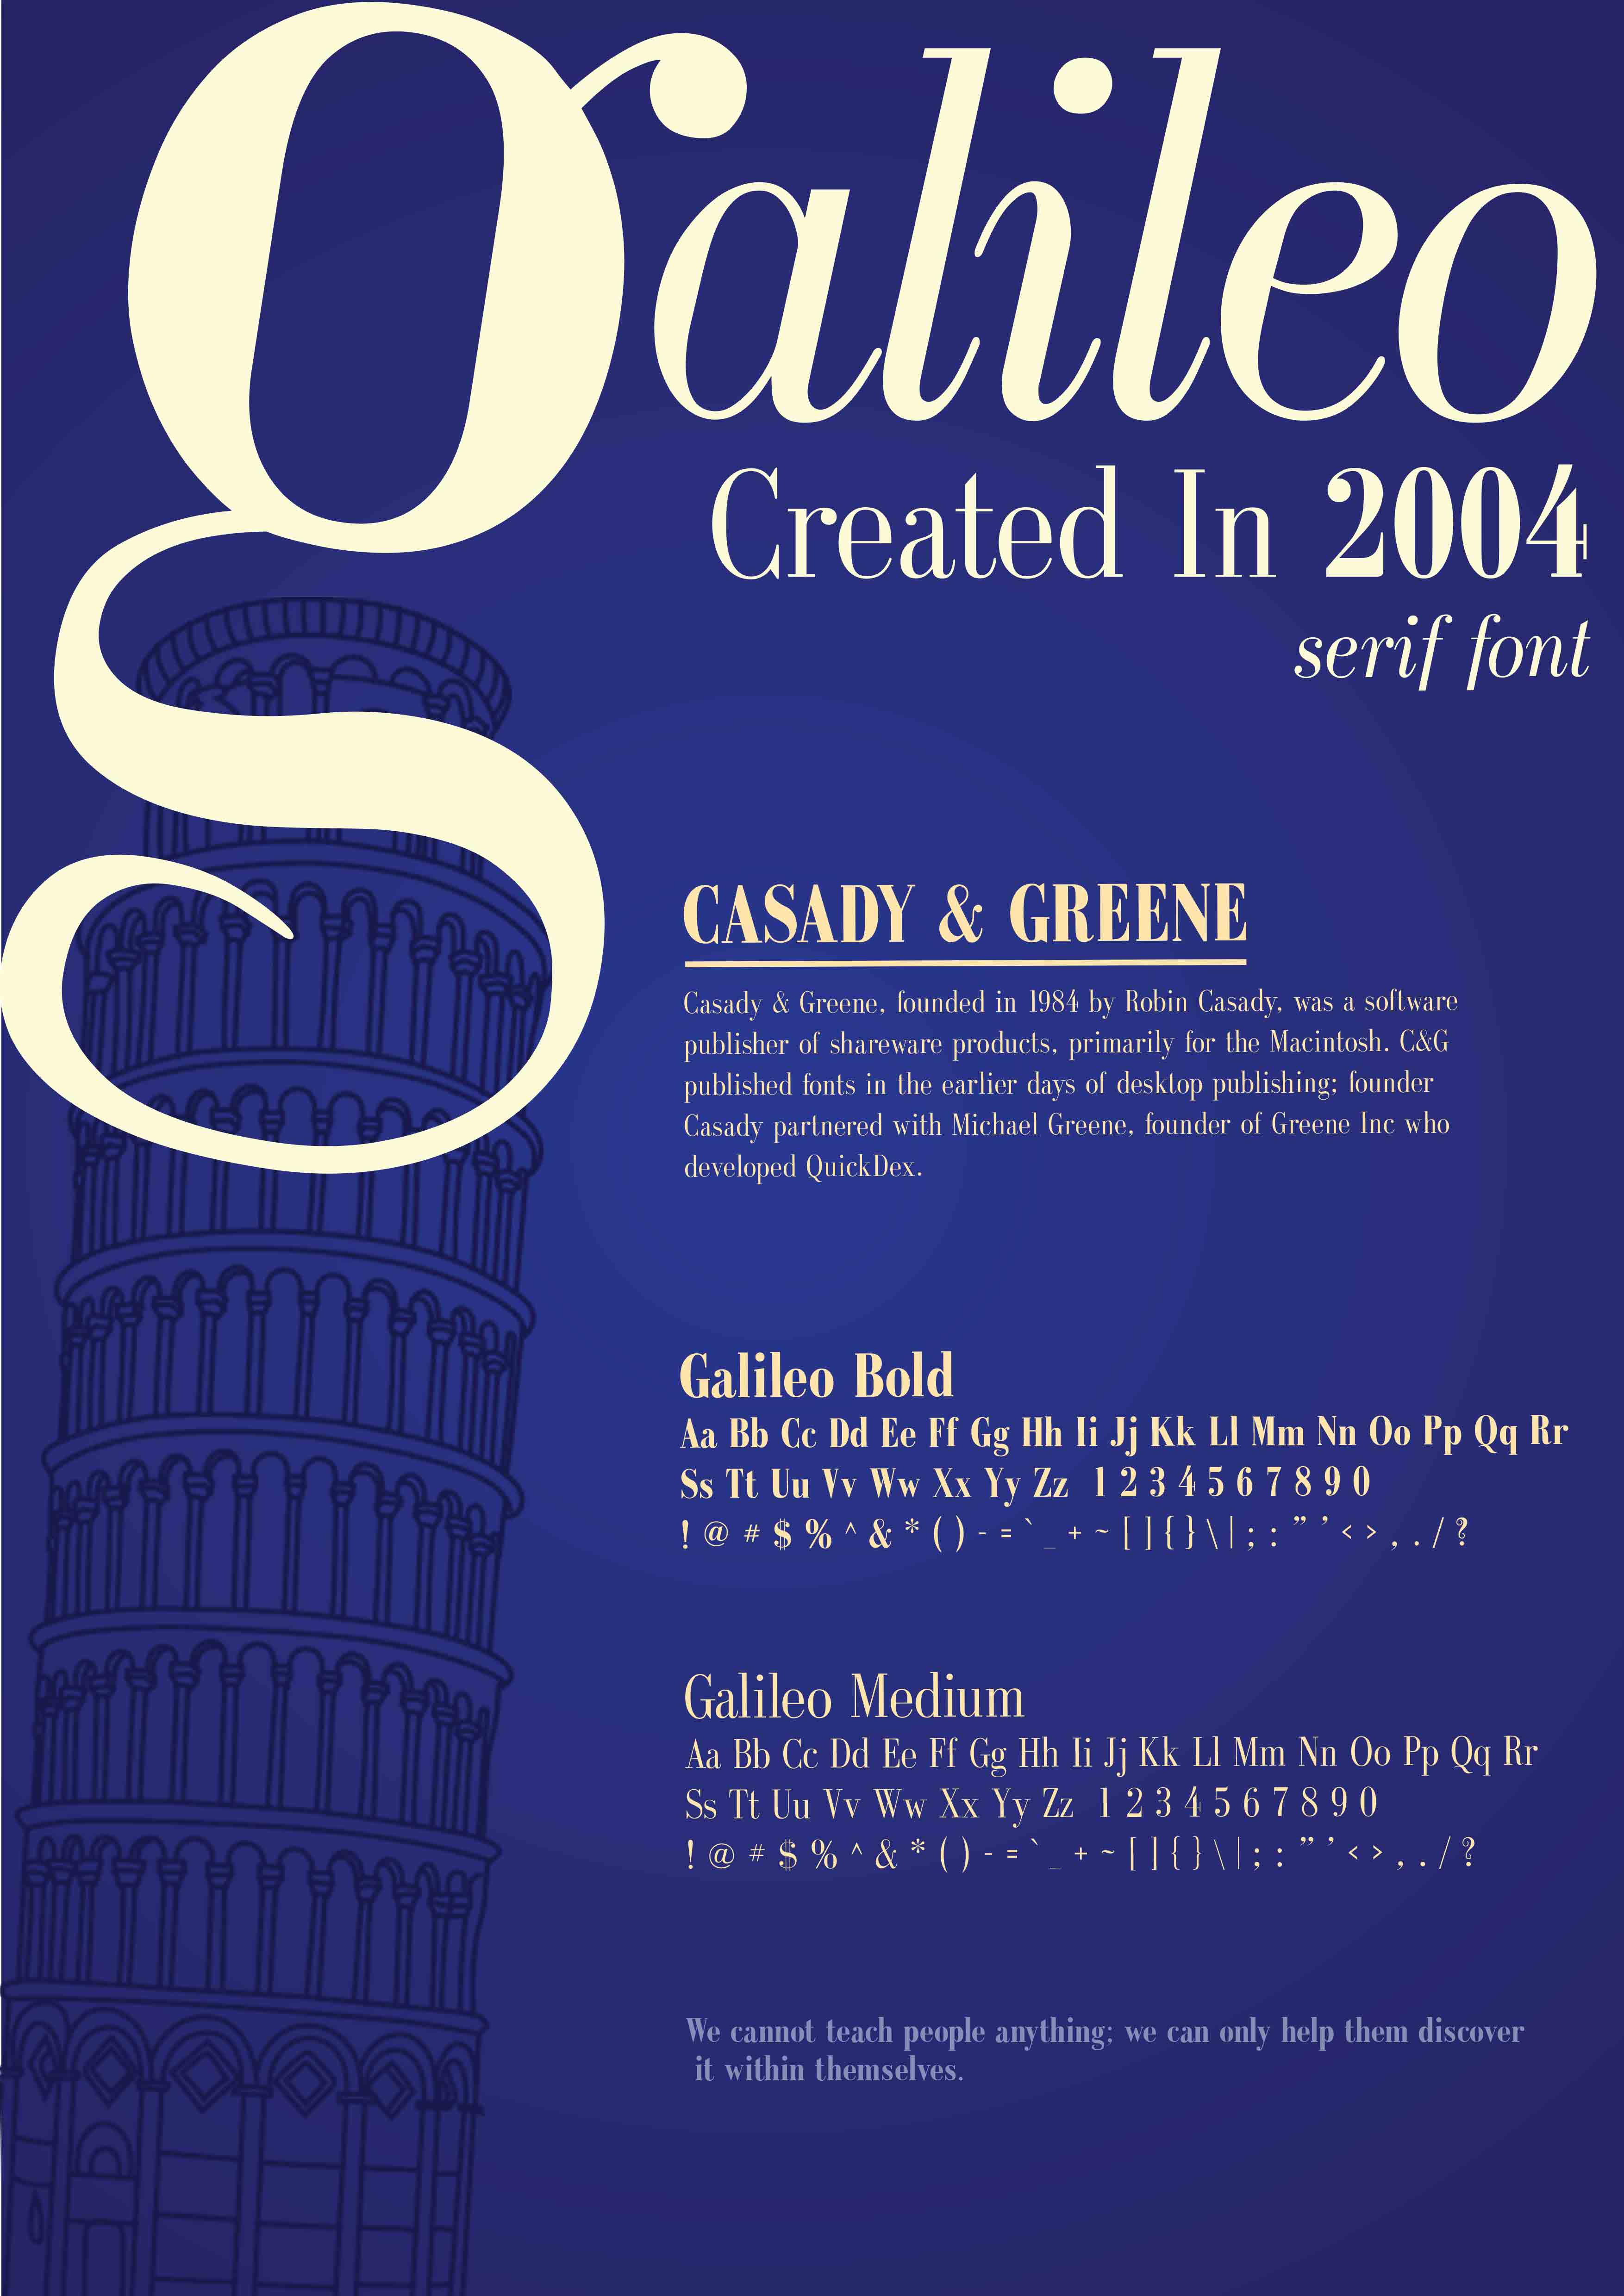 galileo
Created In 2004
serif font
CASADY & GREENE
Casady & Greene, founded in 1984 by Robin Casady, was a software
publisher of shareware products, primarily for the Macintosh. C&G
published fonts in the earlier days of desktop publishing; founder
Casady partnered with Michael Greene, founder of Greene Inc who
developed QuickDex.
Galileo Bold
Aa Bb Cc Dd Ee Ff Gg Hh Ii Jj Kk Ll Mm Nn Oo Pp Qq Rr
Ss Tt Uu Vv Ww Xx Yy Zz 1 2 3 4 5 6 7 8 9 0
! @ # $ % ^ & * ( ) - = ` _ + ~ [ ] { } \ | ; : ” ’ < > , . / ?
Galileo Medium
Aa Bb Cc Dd Ee Ff Gg Hh Ii Jj Kk Ll Mm Nn Oo Pp Qq Rr
Ss Tt Uu Vv Ww Xx Yy Zz 1 2 3 4 5 6 7 8 9 0
! @ # $ % ^ & * ( ) - = ` _ + ~ [ ] { } \ | ; : ” ’ < > , . / ?
We cannot teach people anything; we can only help them discover
it within themselves.